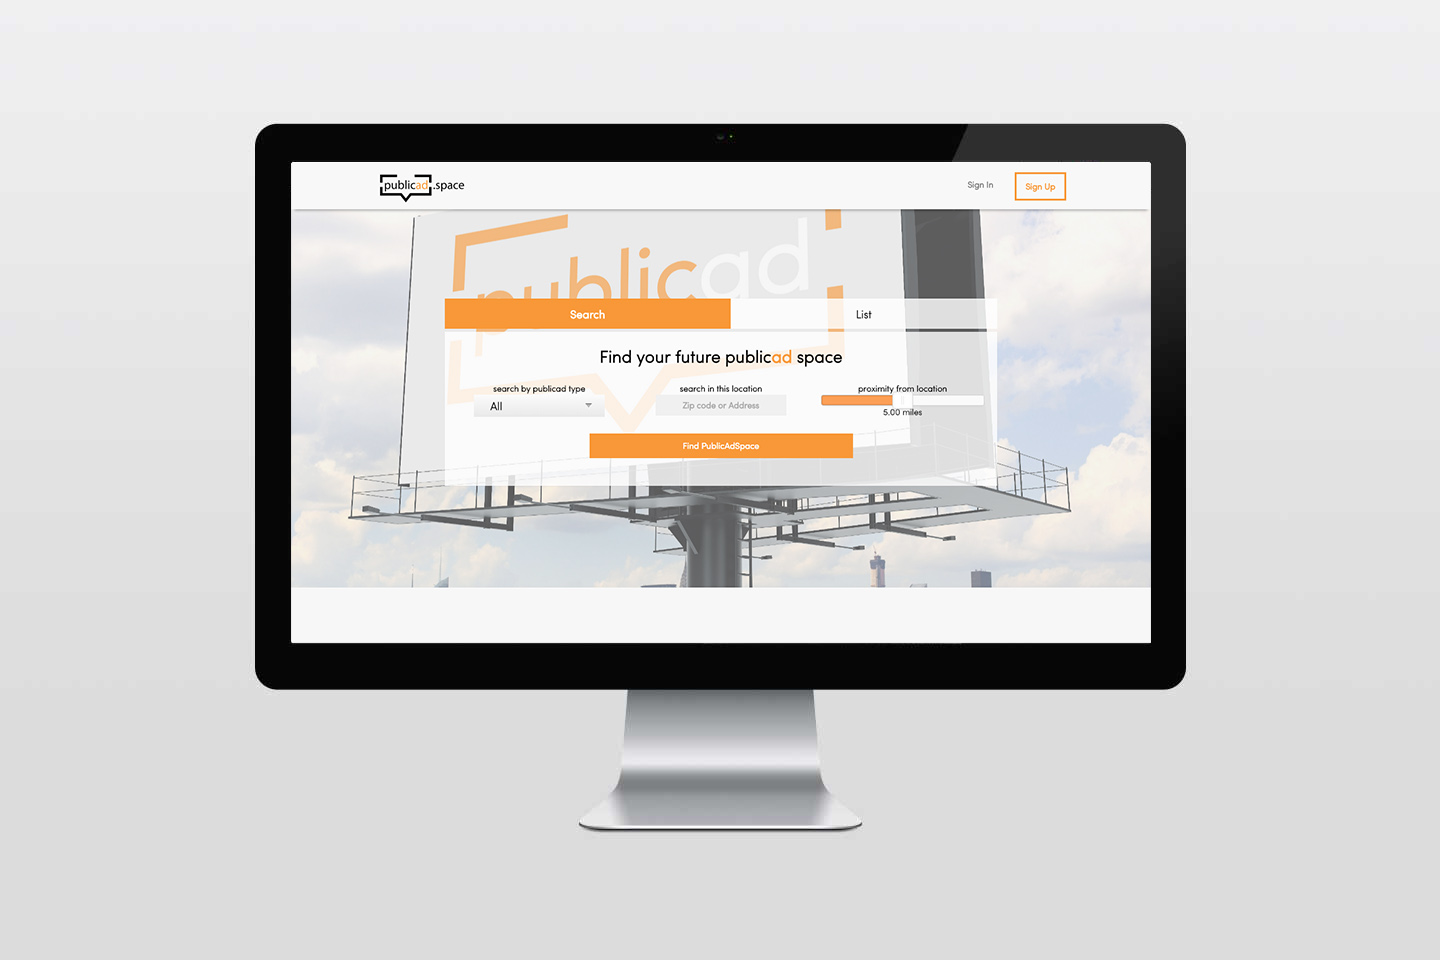 publicad.space
Sign In
Sign Up
publicad
Search
List
Find your future publicad space
search by publicad type
search in this location
proximity from location
All
Zip code or Address
5.00 miles
Find PublicAdSpace